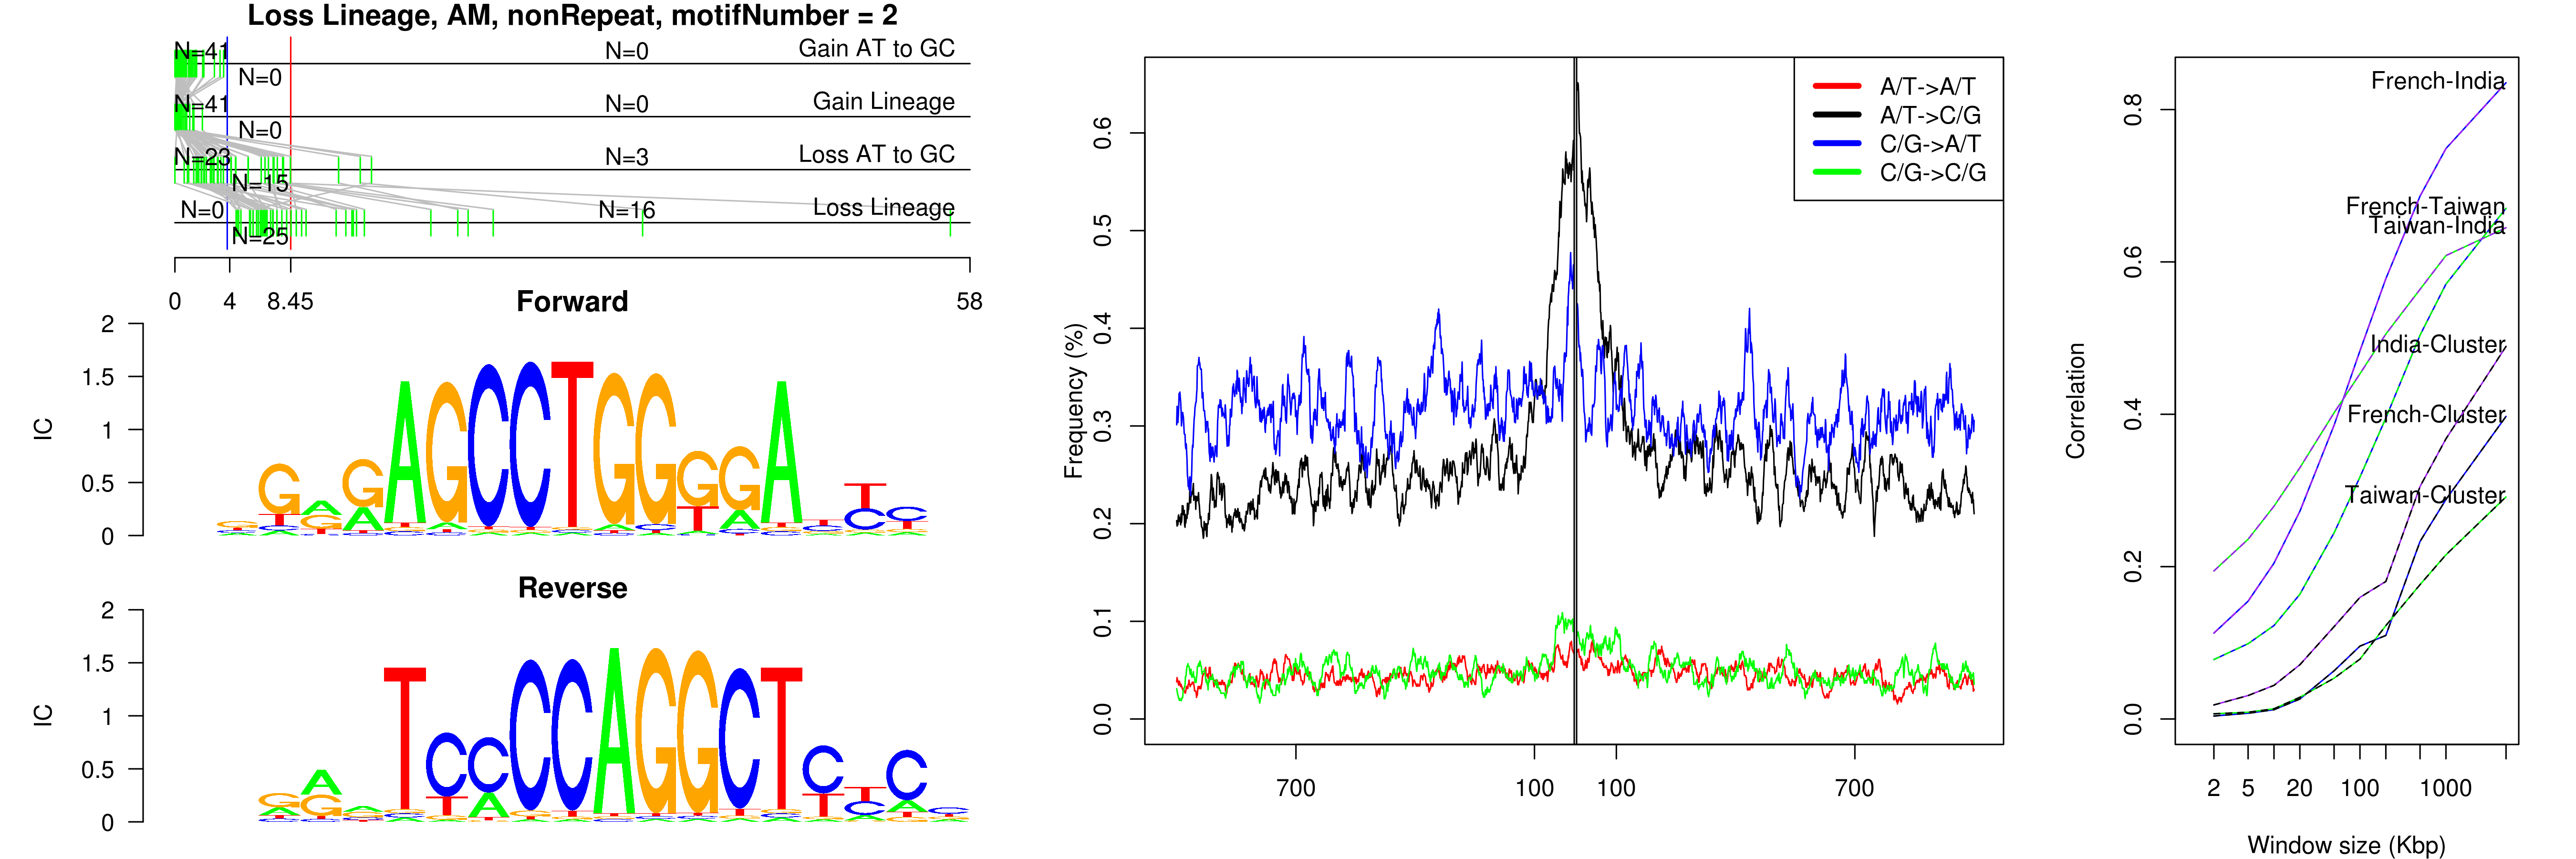 Loss Lineage, AM, nonRepeat, motifNumber = 2
N=41 N=0 Gain AT to GC
N=0
N=41 N=0 Gain Lineage
N=0
N=23 N=3 Loss AT to GC
N=15
N=0 N=16 Loss Lineage
N=25
0 4 8.45 58
Forward
IC
2
1.5
1
0.5
0
G G A G A A G C C T G G G T G A A T C C
Reverse
IC
2
1.5
1
0.5
0
G A G T C T C A C C A G G C T C T T C C A
Frequency (%)
0.6
0.5
0.4
0.3
0.2
0.1
0.0
A/T->A/T
A/T->C/G
C/G->A/T
C/G->C/G
700 100 100 700
Correlation
0.8
0.6
0.4
0.2
0.0
French-India
French-Taiwan
Taiwan-India
India-Cluster
French-Cluster
Taiwan-Cluster
2 5 20 100 1000
Window size (Kbp)